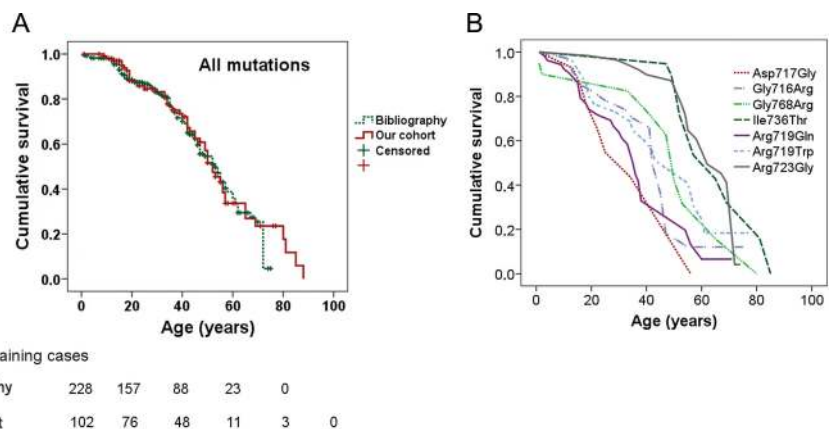 A
All mutations
Cumulative survival
1.0
0.8
0.6
0.4
0.2
0.0
0 20 40 60 80 100
Age (years)
Bibliography
Our cohort
Censored
B
Cumulative survival
1.0
0.8
0.6
0.4
0.2
0.0
0 20 40 60 80 100
Age (years)
Asp717Gly
Gly716Arg
Gly768Arg
Ile736Thr
Arg719Gln
Arg719Trp
Arg723Gly
aining cases
hy 228 157 88 23 0
t 102 76 48 11 3 0